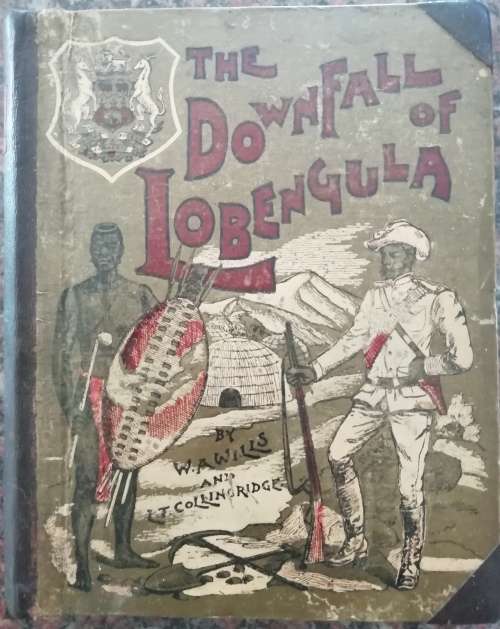 THE
DOWNFALL
OF
LOBENGULA
BY
W. A WILLS
AND
L. T. COLLINGRIDGE